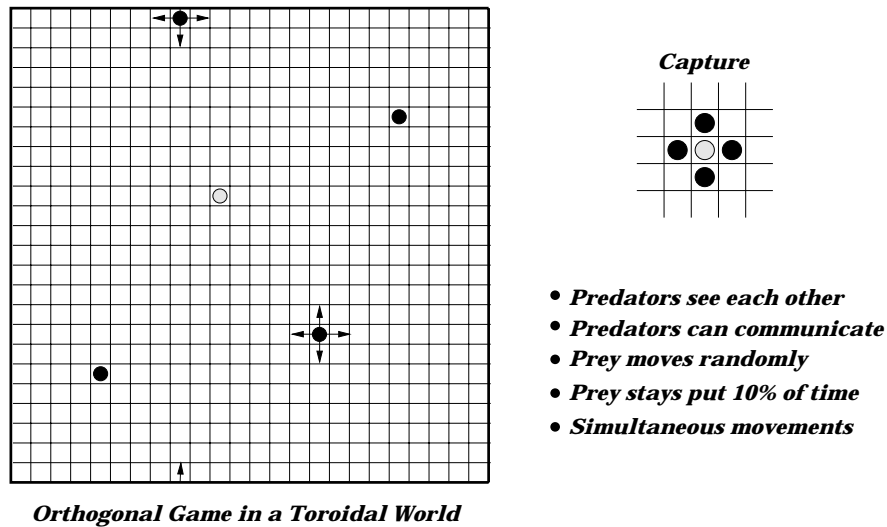 Capture
• Predators see each other
• Predators can communicate
• Prey moves randomly
• Prey stays put 10% of time
• Simultaneous movements
Orthogonal Game in a Toroidal World